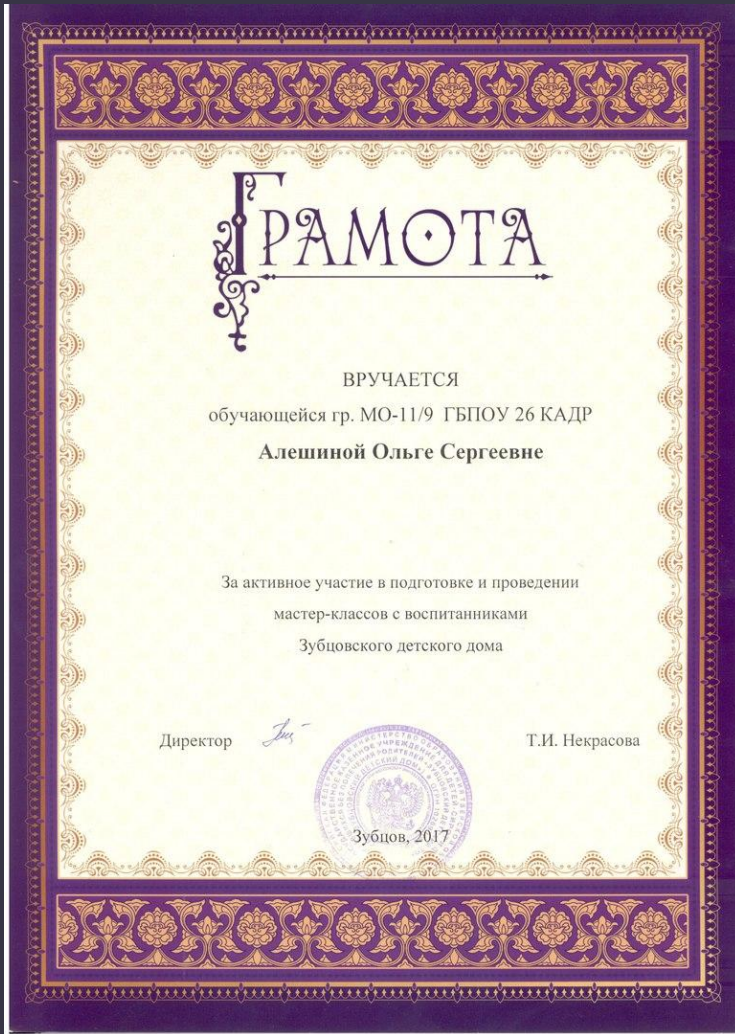 ГРАМОТА
ВРУЧАЕТСЯ
обучающейся гр. МО-11/9 ГБПОУ 26 КАДР
Алешиной Ольге Сергеевне
За активное участие в подготовке и проведении
мастер-классов с воспитанниками
Зубцовского детского дома
Директор
Т.И. Некрасова
Зубцов, 2017